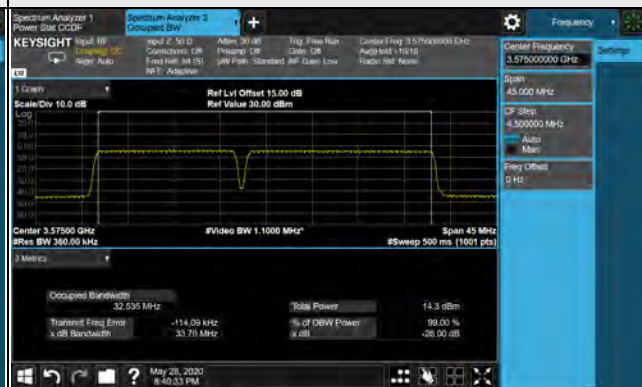 Spectrum Analyzer 1
Power Stat CCDF
Spectrum Analyzer 3
Occupied BW
Frequency
KEYSIGHT
Input: RF
Coupling: DC
Align: Auto
Input Z: 50 Ω
Corrections: Off
Freq Ref: Int (S)
NFE: Adaptive
Atten: 30 dB
Preamp: Off
µW Path: Standard
Trig: Free Run
Gate: Off
#IF Gain: Low
Center Freq: 3.575000000 GHz
Avg|Hold: 10/10
Radio Std: None
LXI
1 Graph
Scale/Div 10.0 dB
Ref Lvl Offset 15.00 dB
Ref Value 30.00 dBm
Log
Center 3.57500 GHz
#Res BW 360.00 kHz
#Video BW 1.1000 MHz*
Span 45 MHz
#Sweep 500 ms (1001 pts)
2 Metrics
Occupied Bandwidth
32.535 MHz
Total Power
14.3 dBm
Transmit Freq Error
-114.09 kHz
% of OBW Power
99.00 %
x dB Bandwidth
33.70 MHz
x dB
-26.00 dB
May 28, 2020
8:40:33 PM
Center Frequency
3.575000000 GHz
Settings
Span
45.000 MHz
CF Step
4.500000 MHz
Auto
Man
Freq Offset
0 Hz